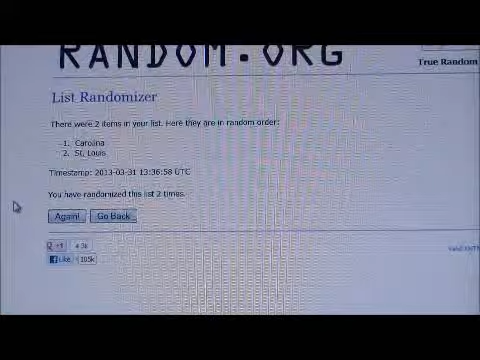 RANDOM.ORG
True Random
List Randomizer
There were 2 items in your list. Here they are in random order:
1. Carolina
2. St. Louis
Timestamp: 2013-03-31 13:36:58 UTC
You have randomized this list 2 times.
Again! Go Back
+1
Like 105k